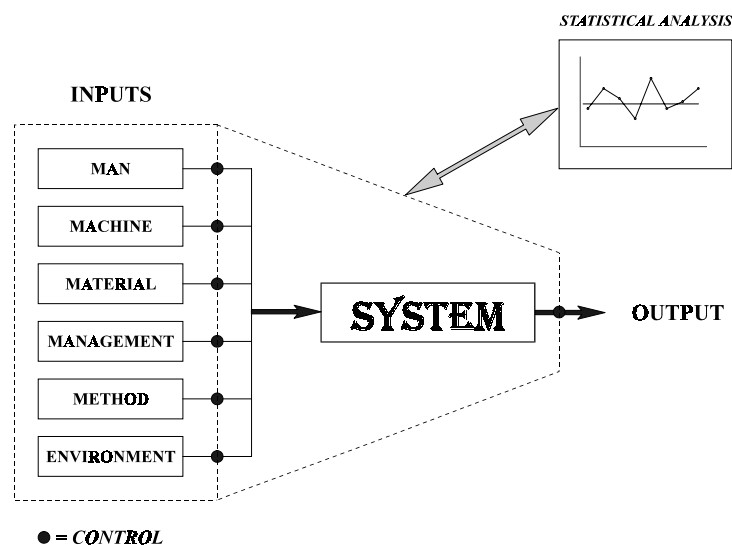 STATISTICAL ANALYSIS
INPUTS
MAN
MACHINE
MATERIAL
MANAGEMENT
METHOD
ENVIRONMENT
SYSTEM
OUTPUT
= CONTROL